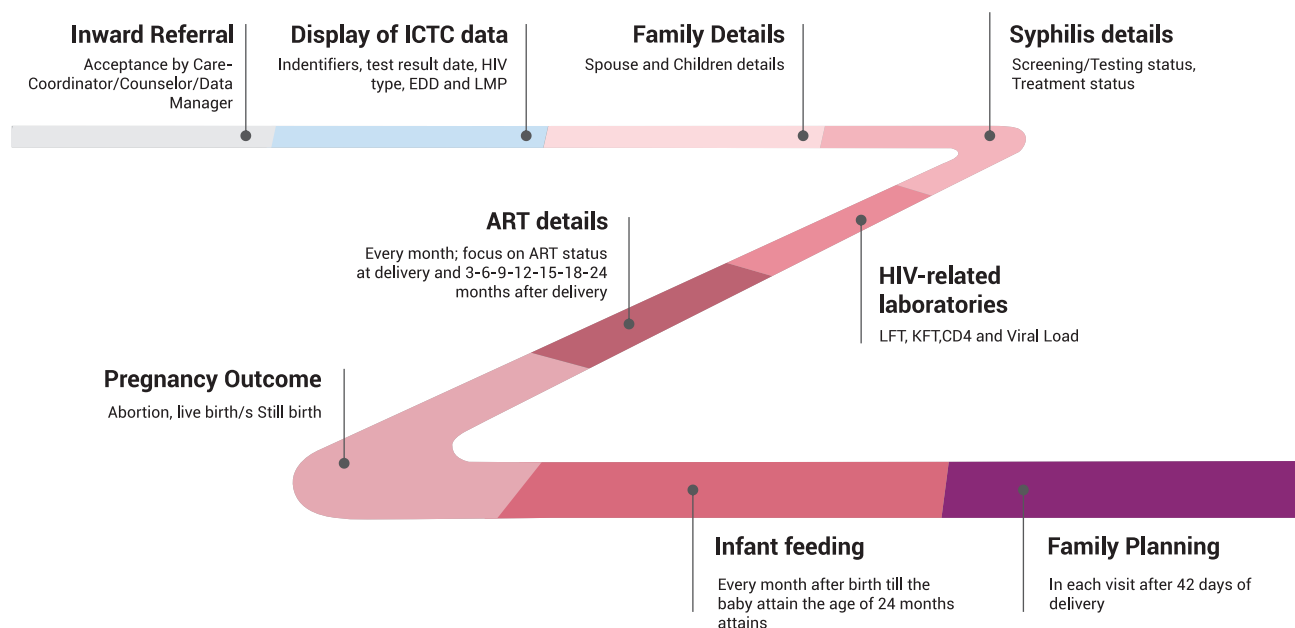 Inward Referral
Acceptance by Care-
Coordinator/Counselor/Data
Manager
Display of ICTC data
Indentifiers, test result date, HIV
type, EDD and LMP
Family Details
Spouse and Children details
Syphilis details
Screening/Testing status,
Treatment status
HIV-related
laboratories
LFT, KFT,CD4 and Viral Load
ART details
Every month; focus on ART status
at delivery and 3-6-9-12-15-18-24
months after delivery
Pregnancy Outcome
Abortion, live birth/s Still birth
Infant feeding
Every month after birth till the
baby attain the age of 24 months
attains
Family Planning
In each visit after 42 days of
delivery